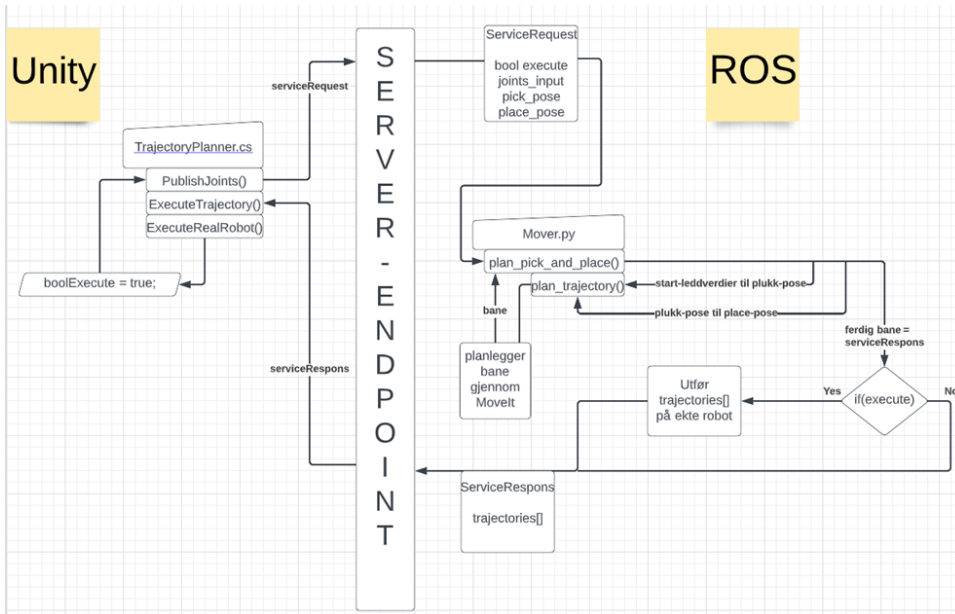 Unity
serviceRequest
TrajectoryPlanner.cs
PublishJoints()
ExecuteTrajectory()
ExecuteRealRobot()
boolExecute = true;
serviceRespons
S
E
R
V
E
R
-
E
N
D
P
O
I
N
T
ServiceRequest
bool execute
joints_input
pick_pose
place_pose
ROS
Mover.py
plan_pick_and_place()
plan_trajectory()
start-leddverdier til plukk-pose
plukk-pose til place-pose
bane
planlegger
bane
gjennom
MoveIt
ferdig bane =
serviceRespons
if(execute)
Yes
No
Utfør
trajectories[]
på ekte robot
ServiceRespons
trajectories[]